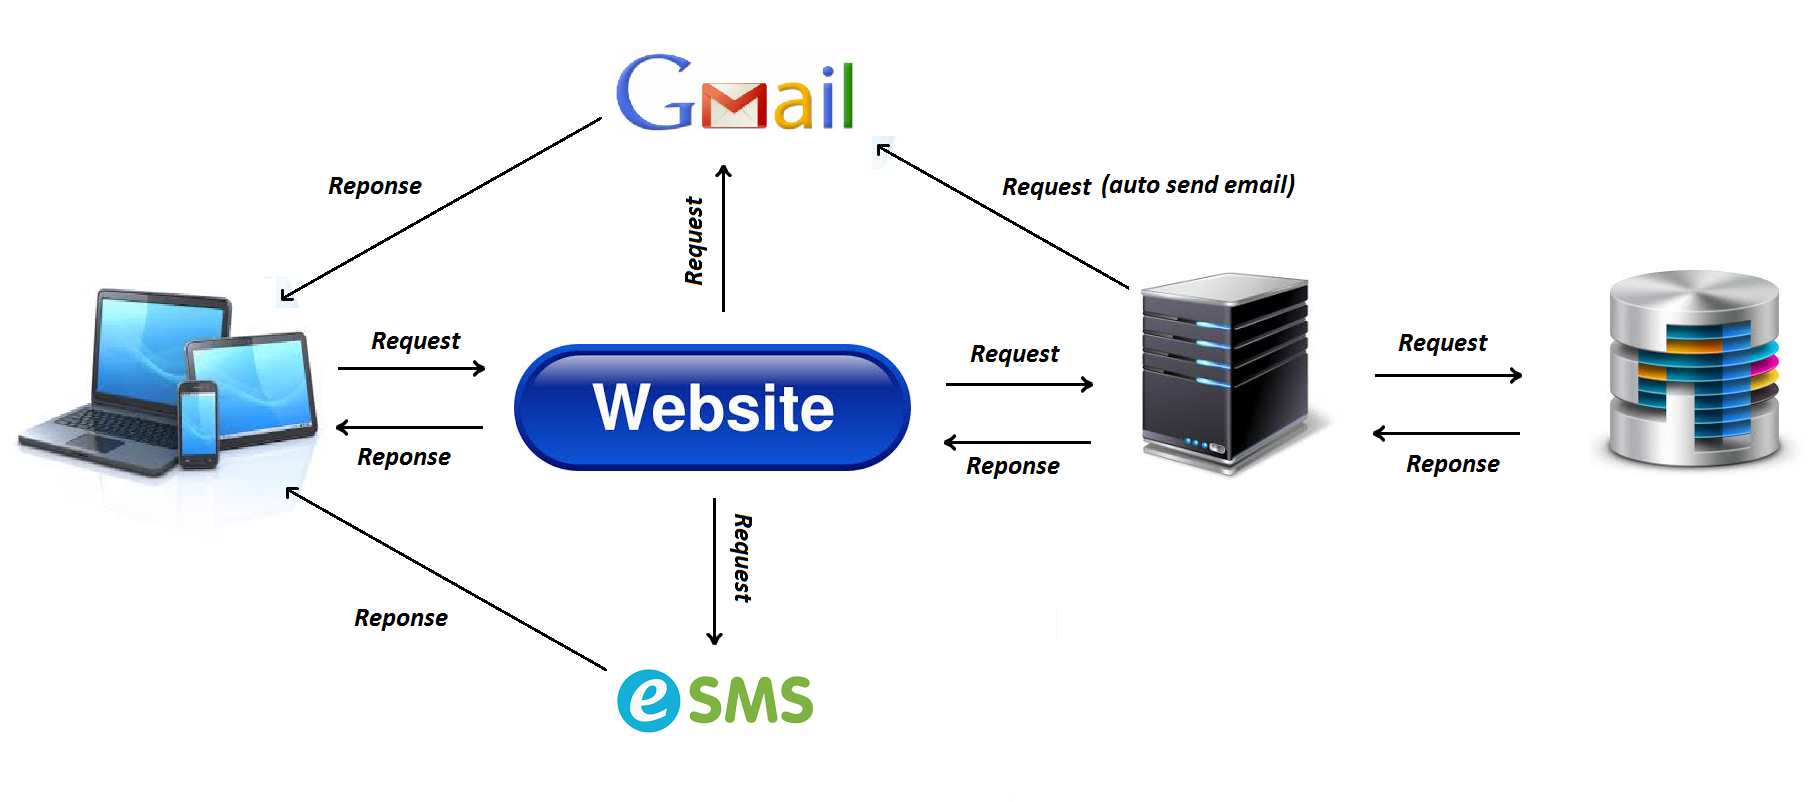 Gmail
Reponse
Request
Request (auto send email)
Request
Reponse
Website
Request
Reponse
Request
Reponse
Request
Reponse
eSMS